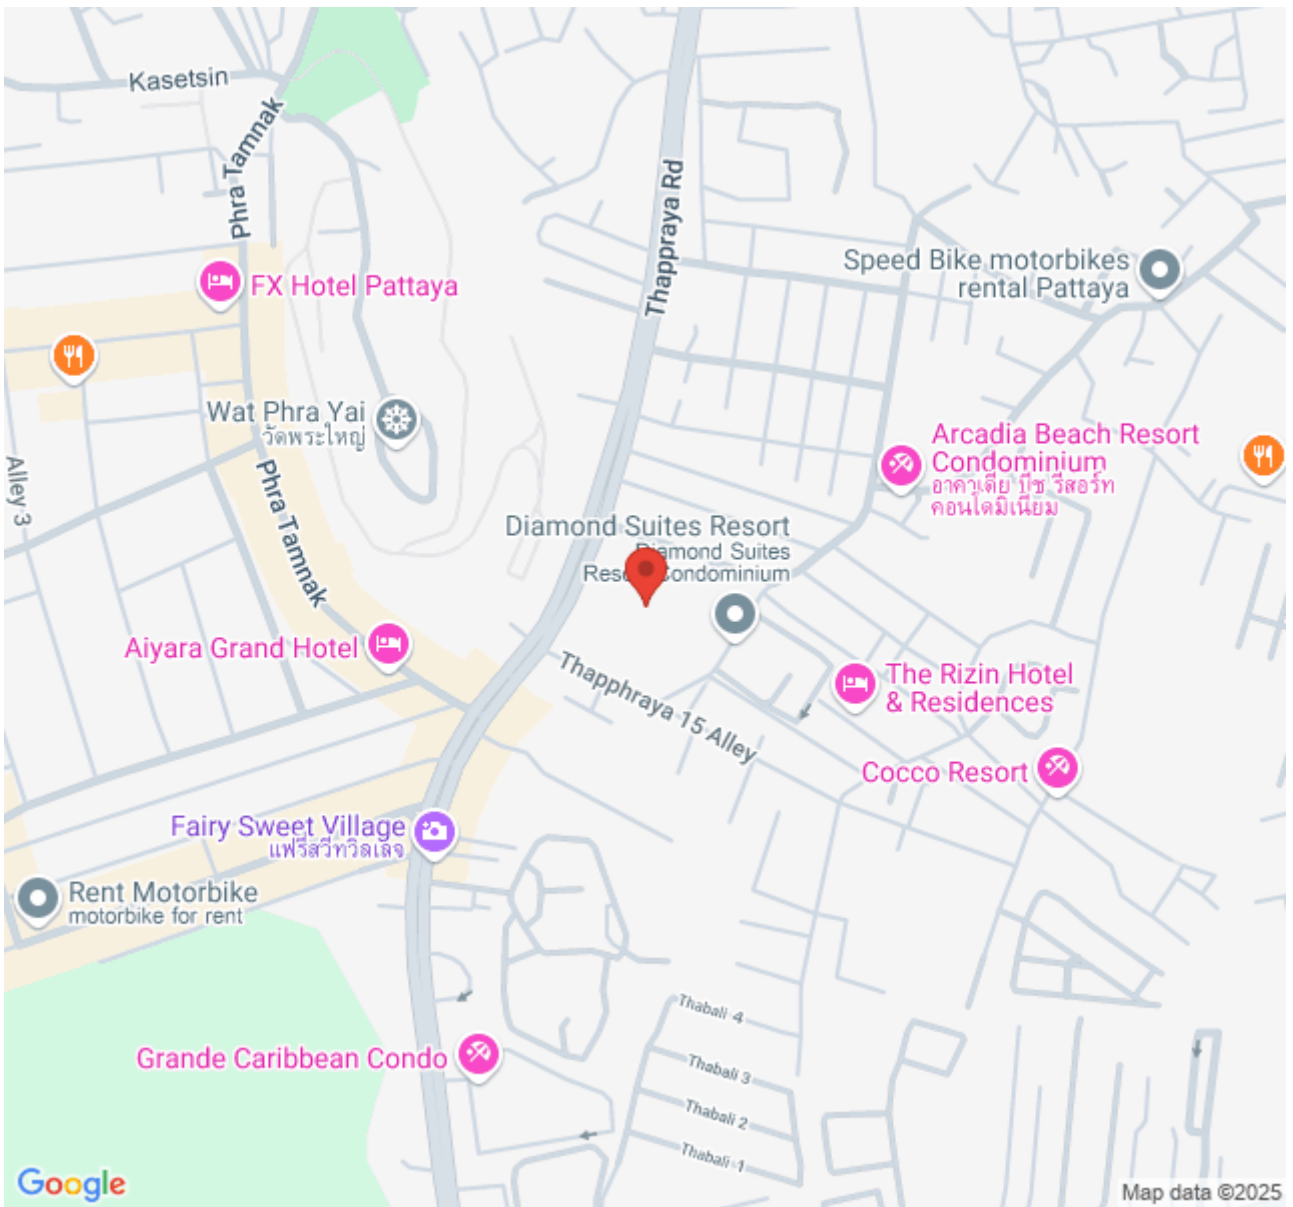 Kasetsin
Phra Tamnak
Thappraya Rd
FX Hotel Pattaya
Speed Bike motorbikes
rental Pattaya
Wat Phra Yai
วัดพระใหญ่
Alley 3
Phra Tamnak
Arcadia Beach Resort
Condominium
อาคาเดีย บีช รีสอร์ท
คอนโดมิเนียม
Diamond Suites Resort
Diamond Suites
Condominium
Aiyara Grand Hotel
Thapphraya 15 Alley
The Rizin Hotel
& Residences
Cocco Resort
Fairy Sweet Village
แฟรี่สวีทวิลเลจ
Rent Motorbike
motorbike for rent
Thabali 4
Grande Caribbean Condo
Thabali 3
Thabali 2
Thabali 1
Google
Map data ©2025